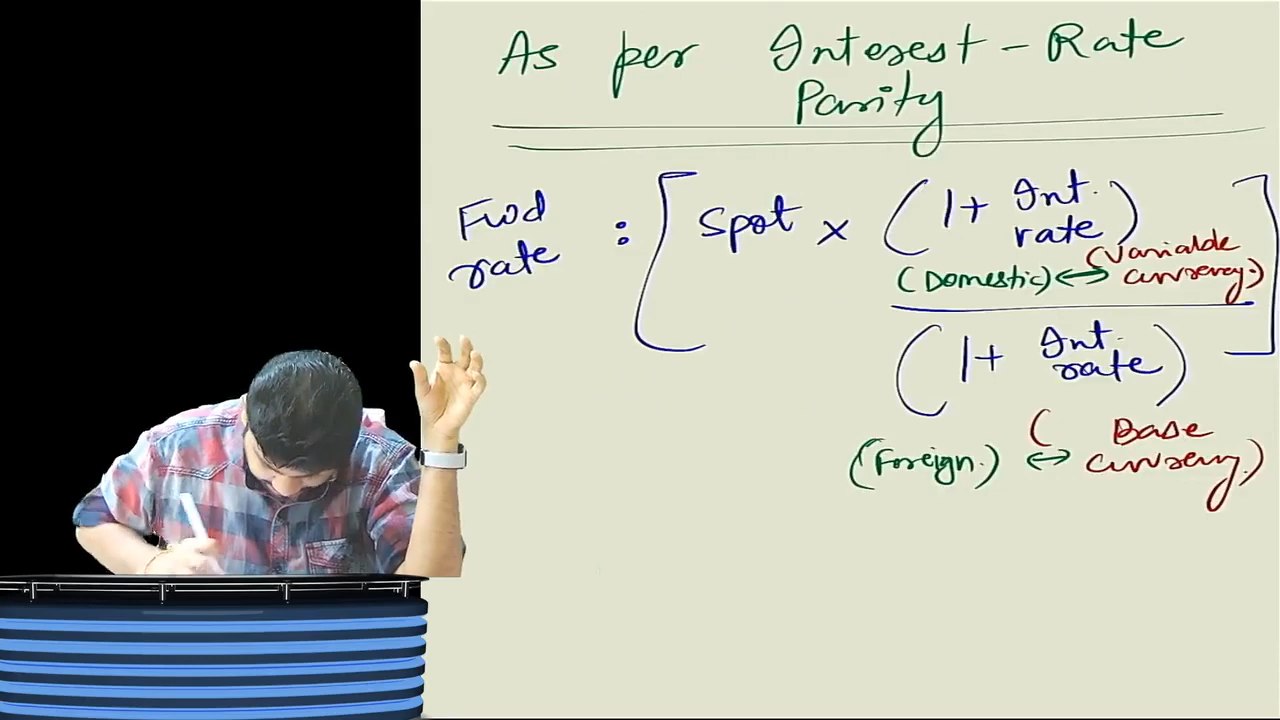 As per Interest-Rate
Parity
Fwd
rate : [ Spot × ( 1+ Int.
rate )
(Domestic) ↔ (Variable
currency.) ]
( 1+ Int.
rate )
(Foreign.) ↔ ( Base
currency.)